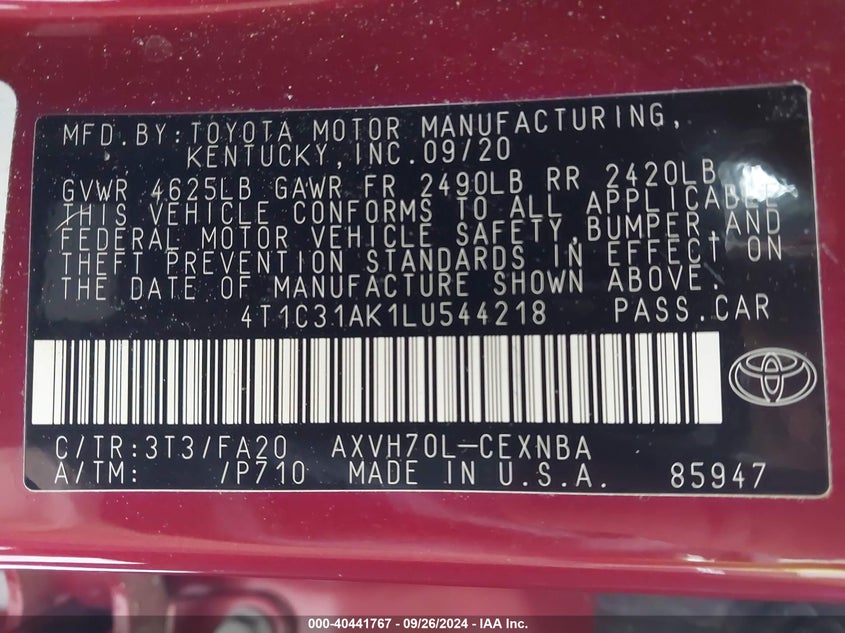 MFD.BY:TOYOTA MOTOR MANUFACTURING,
KENTUCKY,INC.09/20
GVWR 4625LB GAWR FR 2490LB RR 2420LB
THIS VEHICLE CONFORMS TO ALL APPLICABLE
FEDERAL MOTOR VEHICLE SAFETY,BUMPER,AND
THEFT PREVENTION STANDARDS IN EFFECT ON
THE DATE OF MANUFACTURE SHOWN ABOVE.
4T1C31AK1LU544218 PASS.CAR
C/TR:3T3/FA20 AXVH70L-CEXNBA
A/TM: /P710 MADE IN U.S.A. 85947
000-40441767 - 09/26/2024 - IAA Inc.